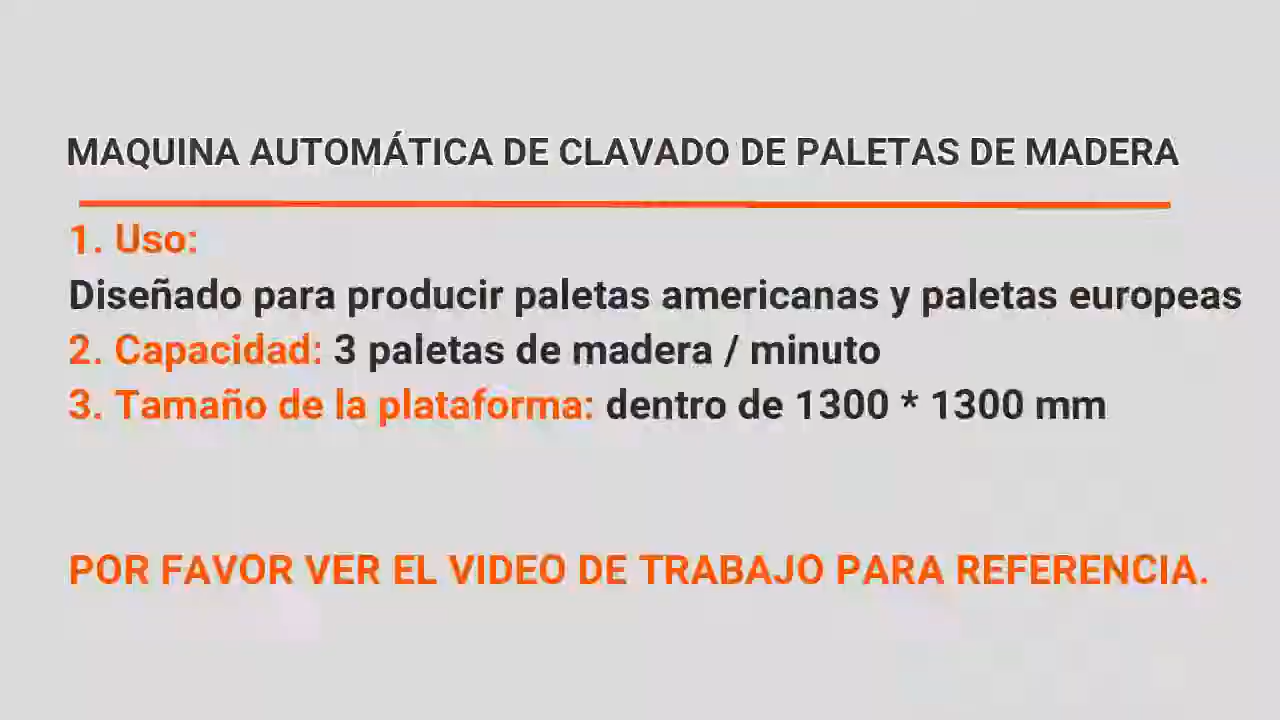 MAQUINA AUTOMÁTICA DE CLAVADO DE PALETAS DE MADERA
1. Uso:
Diseñado para producir paletas americanas y paletas europeas
2. Capacidad: 3 paletas de madera / minuto
3. Tamaño de la plataforma: dentro de 1300 * 1300 mm
POR FAVOR VER EL VIDEO DE TRABAJO PARA REFERENCIA.